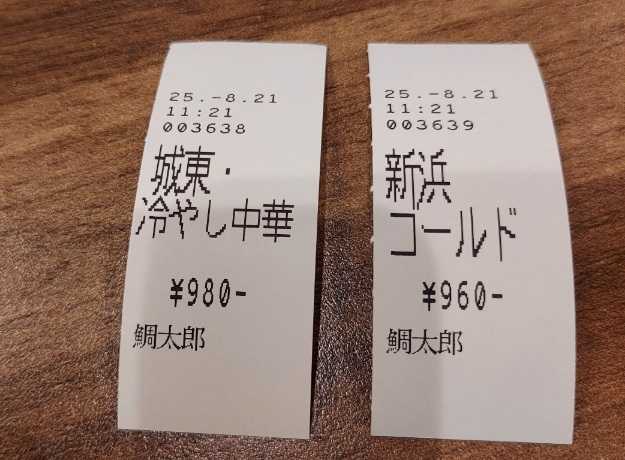 25.-8.21
11:21
003638
城東・
冷やし中華
¥980-
鯛太郎
25.-8.21
11:21
003639
新浜
コールド
¥960-
鯛太郎